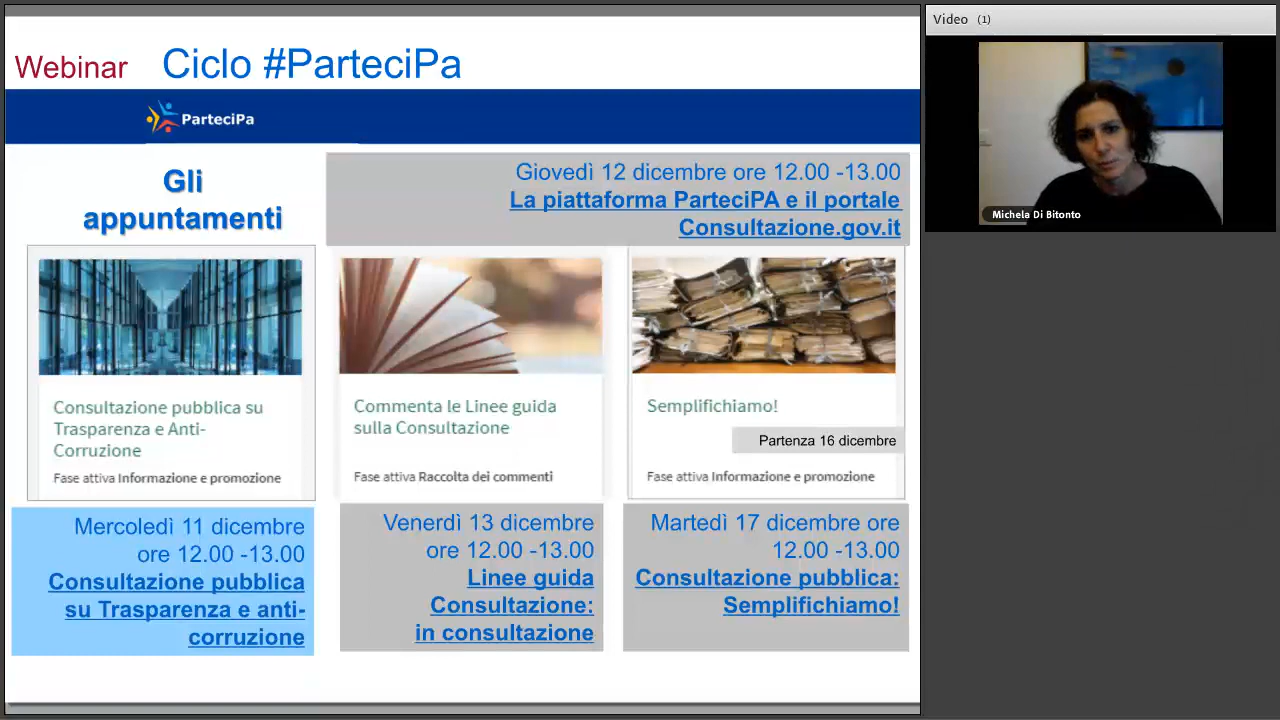 Webinar Ciclo #ParteciPa
ParteciPa
Gli
appuntamenti
Giovedì 12 dicembre ore 12.00 -13.00
La piattaforma ParteciPA e il portale
Consultazione.gov.it
Consultazione pubblica su
Trasparenza e Anti-
Corruzione
Fase attiva Informazione e promozione
Commenta le Linee guida
sulla Consultazione
Fase attiva Raccolta dei commenti
Semplifichiamo!
Partenza 16 dicembre
Fase attiva Informazione e promozione
Mercoledì 11 dicembre
ore 12.00 -13.00
Consultazione pubblica
su Trasparenza e anti-
corruzione
Venerdì 13 dicembre
ore 12.00 -13.00
Linee guida
Consultazione:
in consultazione
Martedì 17 dicembre ore
12.00 -13.00
Consultazione pubblica:
Semplifichiamo!
Video (1)
Michela Di Bitonto